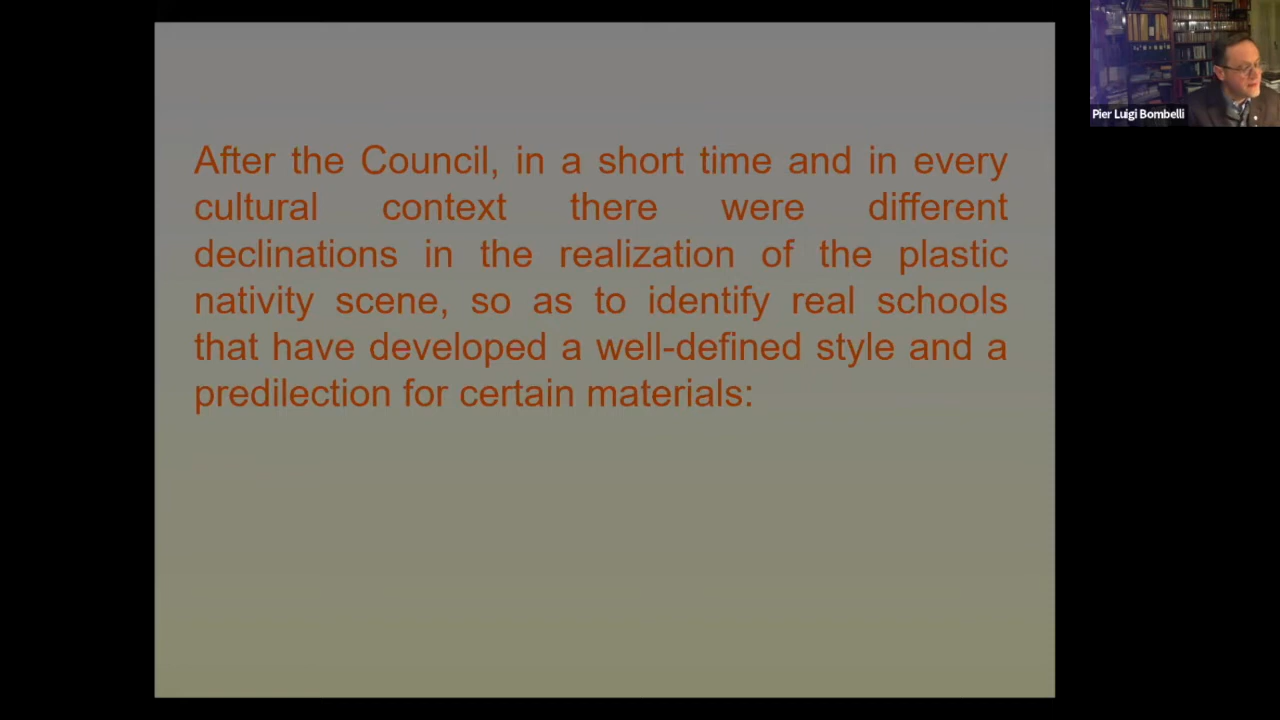 After the Council, in a short time and in every
cultural context there were different
declinations in the realization of the plastic
nativity scene, so as to identify real schools
that have developed a well-defined style and a
predilection for certain materials:
Pier Luigi Bombelli